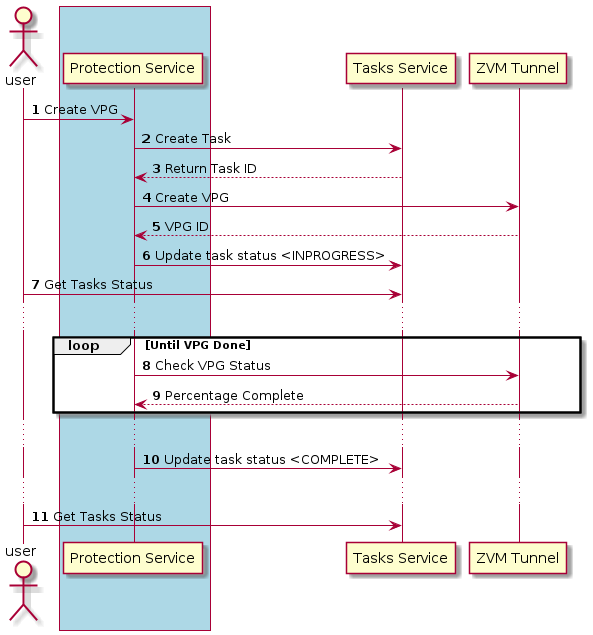 user
Protection Service
Tasks Service
ZVM Tunnel
1 Create VPG
2 Create Task
3 Return Task ID
4 Create VPG
5 VPG ID
6 Update task status <INPROGRESS>
7 Get Tasks Status
loop [Until VPG Done]
8 Check VPG Status
9 Percentage Complete
10 Update task status <COMPLETE>
11 Get Tasks Status
user
Protection Service
Tasks Service
ZVM Tunnel